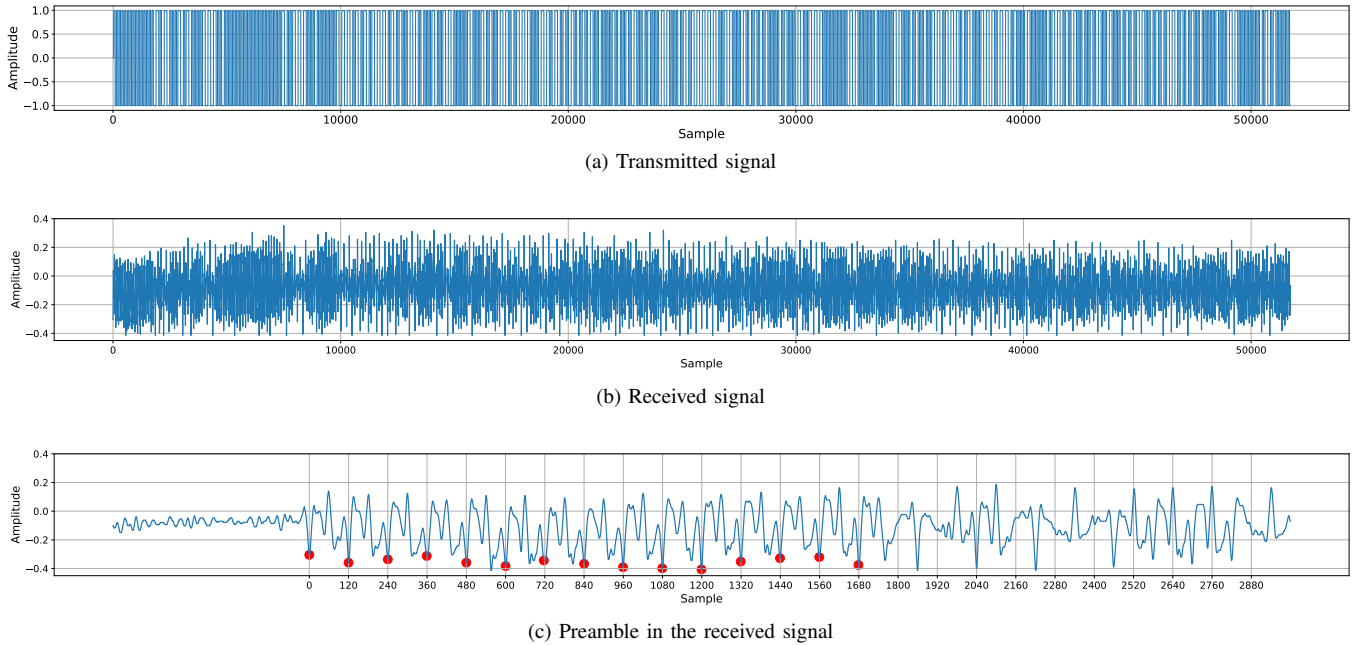 1.0
0.5
0.0
−0.5
−1.0
Amplitude
0 10000 20000 30000 40000 50000
Sample
(a) Transmitted signal
0.4
0.2
0.0
−0.2
−0.4
Amplitude
0 10000 20000 30000 40000 50000
Sample
(b) Received signal
0.4
0.2
0.0
−0.2
−0.4
Amplitude
0 120 240 360 480 600 720 840 960 1080 1200 1320 1440 1560 1680 1800 1920 2040 2160 2280 2400 2520 2640 2760 2880
Sample
(c) Preamble in the received signal